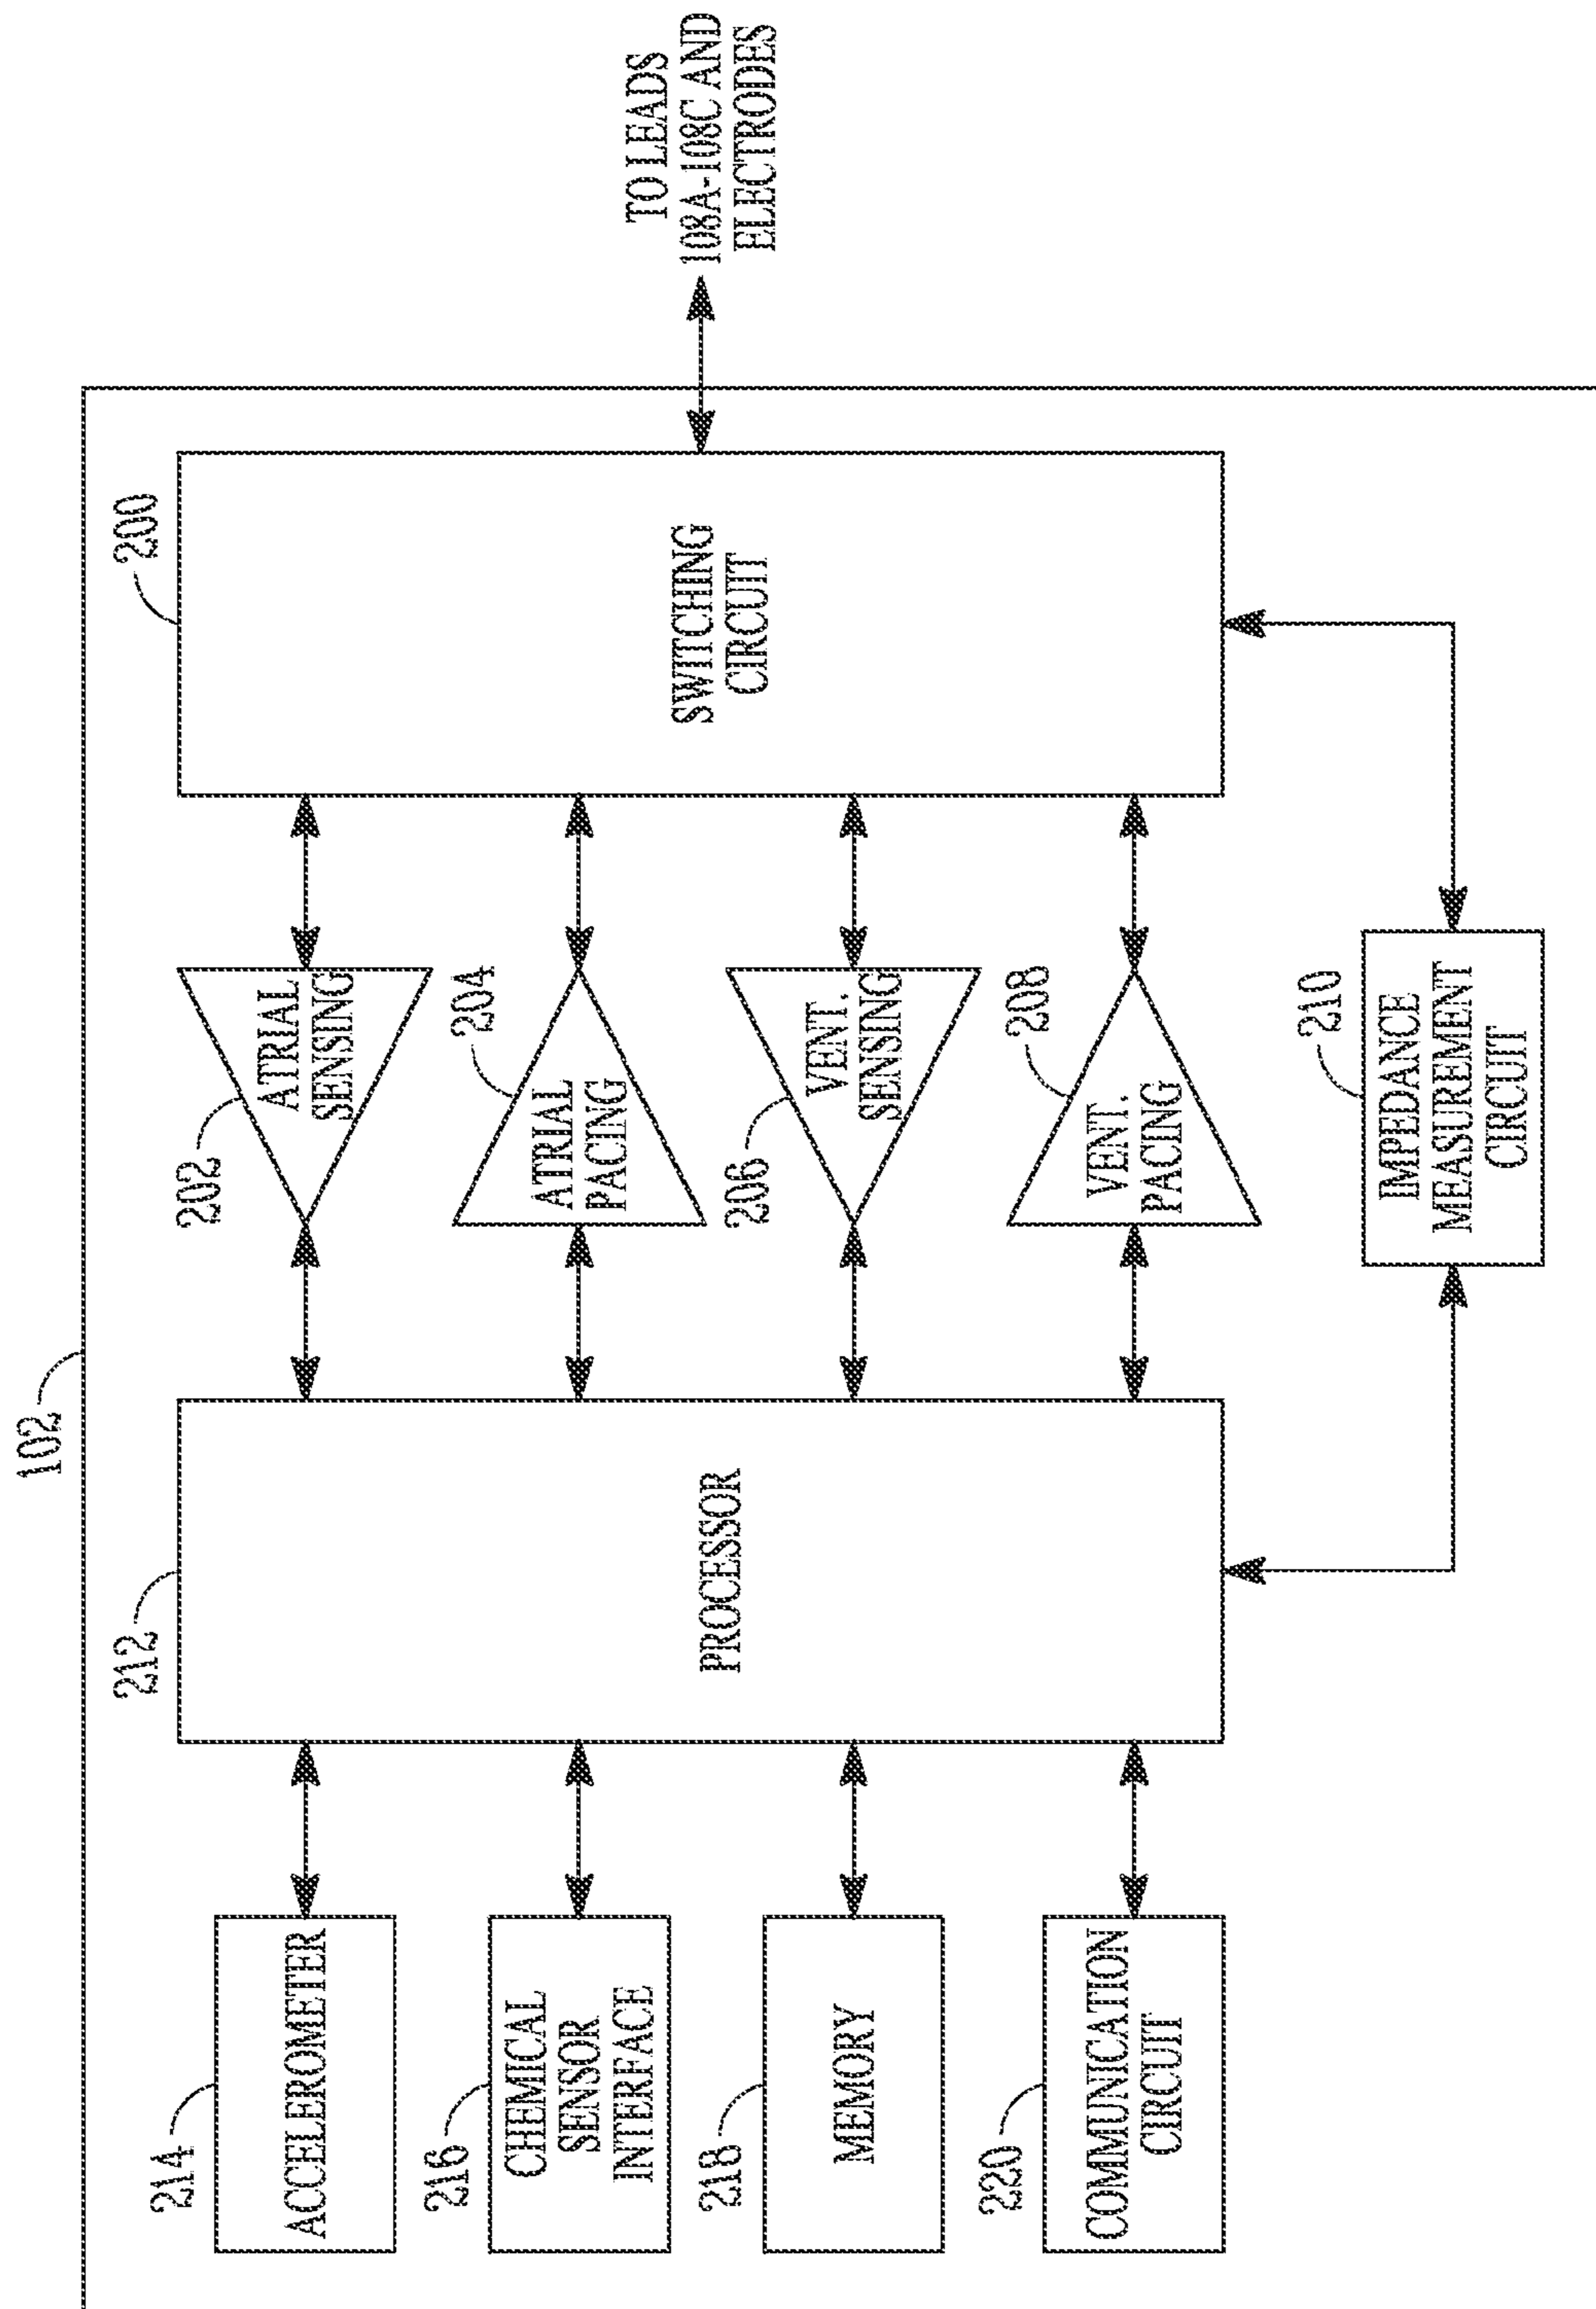 102
214
ACCELEROMETER
216
CHEMICAL
SENSOR
INTERFACE
218
MEMORY
220
COMMUNICATION
CIRCUIT
212
PROCESSOR
202
ATRIAL
SENSING
204
ATRIAL
PACING
206
VENT.
SENSING
208
VENT.
PACING
210
IMPEDANCE
MEASUREMENT
CIRCUIT
200
SWITCHING
CIRCUIT
TO LEADS
108A-108C AND
ELECTRODES